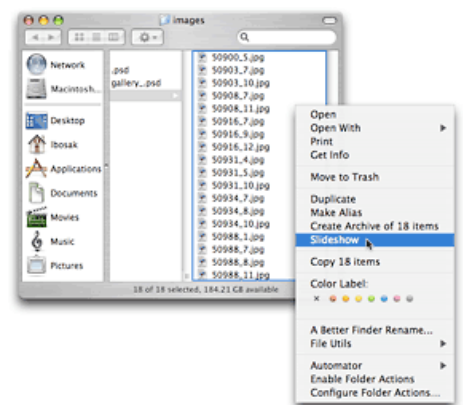 images
Network
Macintosh...
Desktop
lbosak
Applications
Documents
Movies
Music
Pictures
.psd
gallery_.psd
50900_5.jpg
50903_7.jpg
50903_10.jpg
50908_7.jpg
50908_11.jpg
50916_7.jpg
50916_9.jpg
50916_12.jpg
50931_4.jpg
50931_5.jpg
50931_10.jpg
50934_7.jpg
50934_8.jpg
50934_10.jpg
50988_1.jpg
50988_7.jpg
50988_8.jpg
50988_11.jpg
18 of 18 selected, 184.21 GB available
Open
Open With
Print
Get Info
Move to Trash
Duplicate
Make Alias
Create Archive of 18 items
Slideshow
Copy 18 items
Color Label:
A Better Finder Rename...
File Utils
Automator
Enable Folder Actions
Configure Folder Actions...